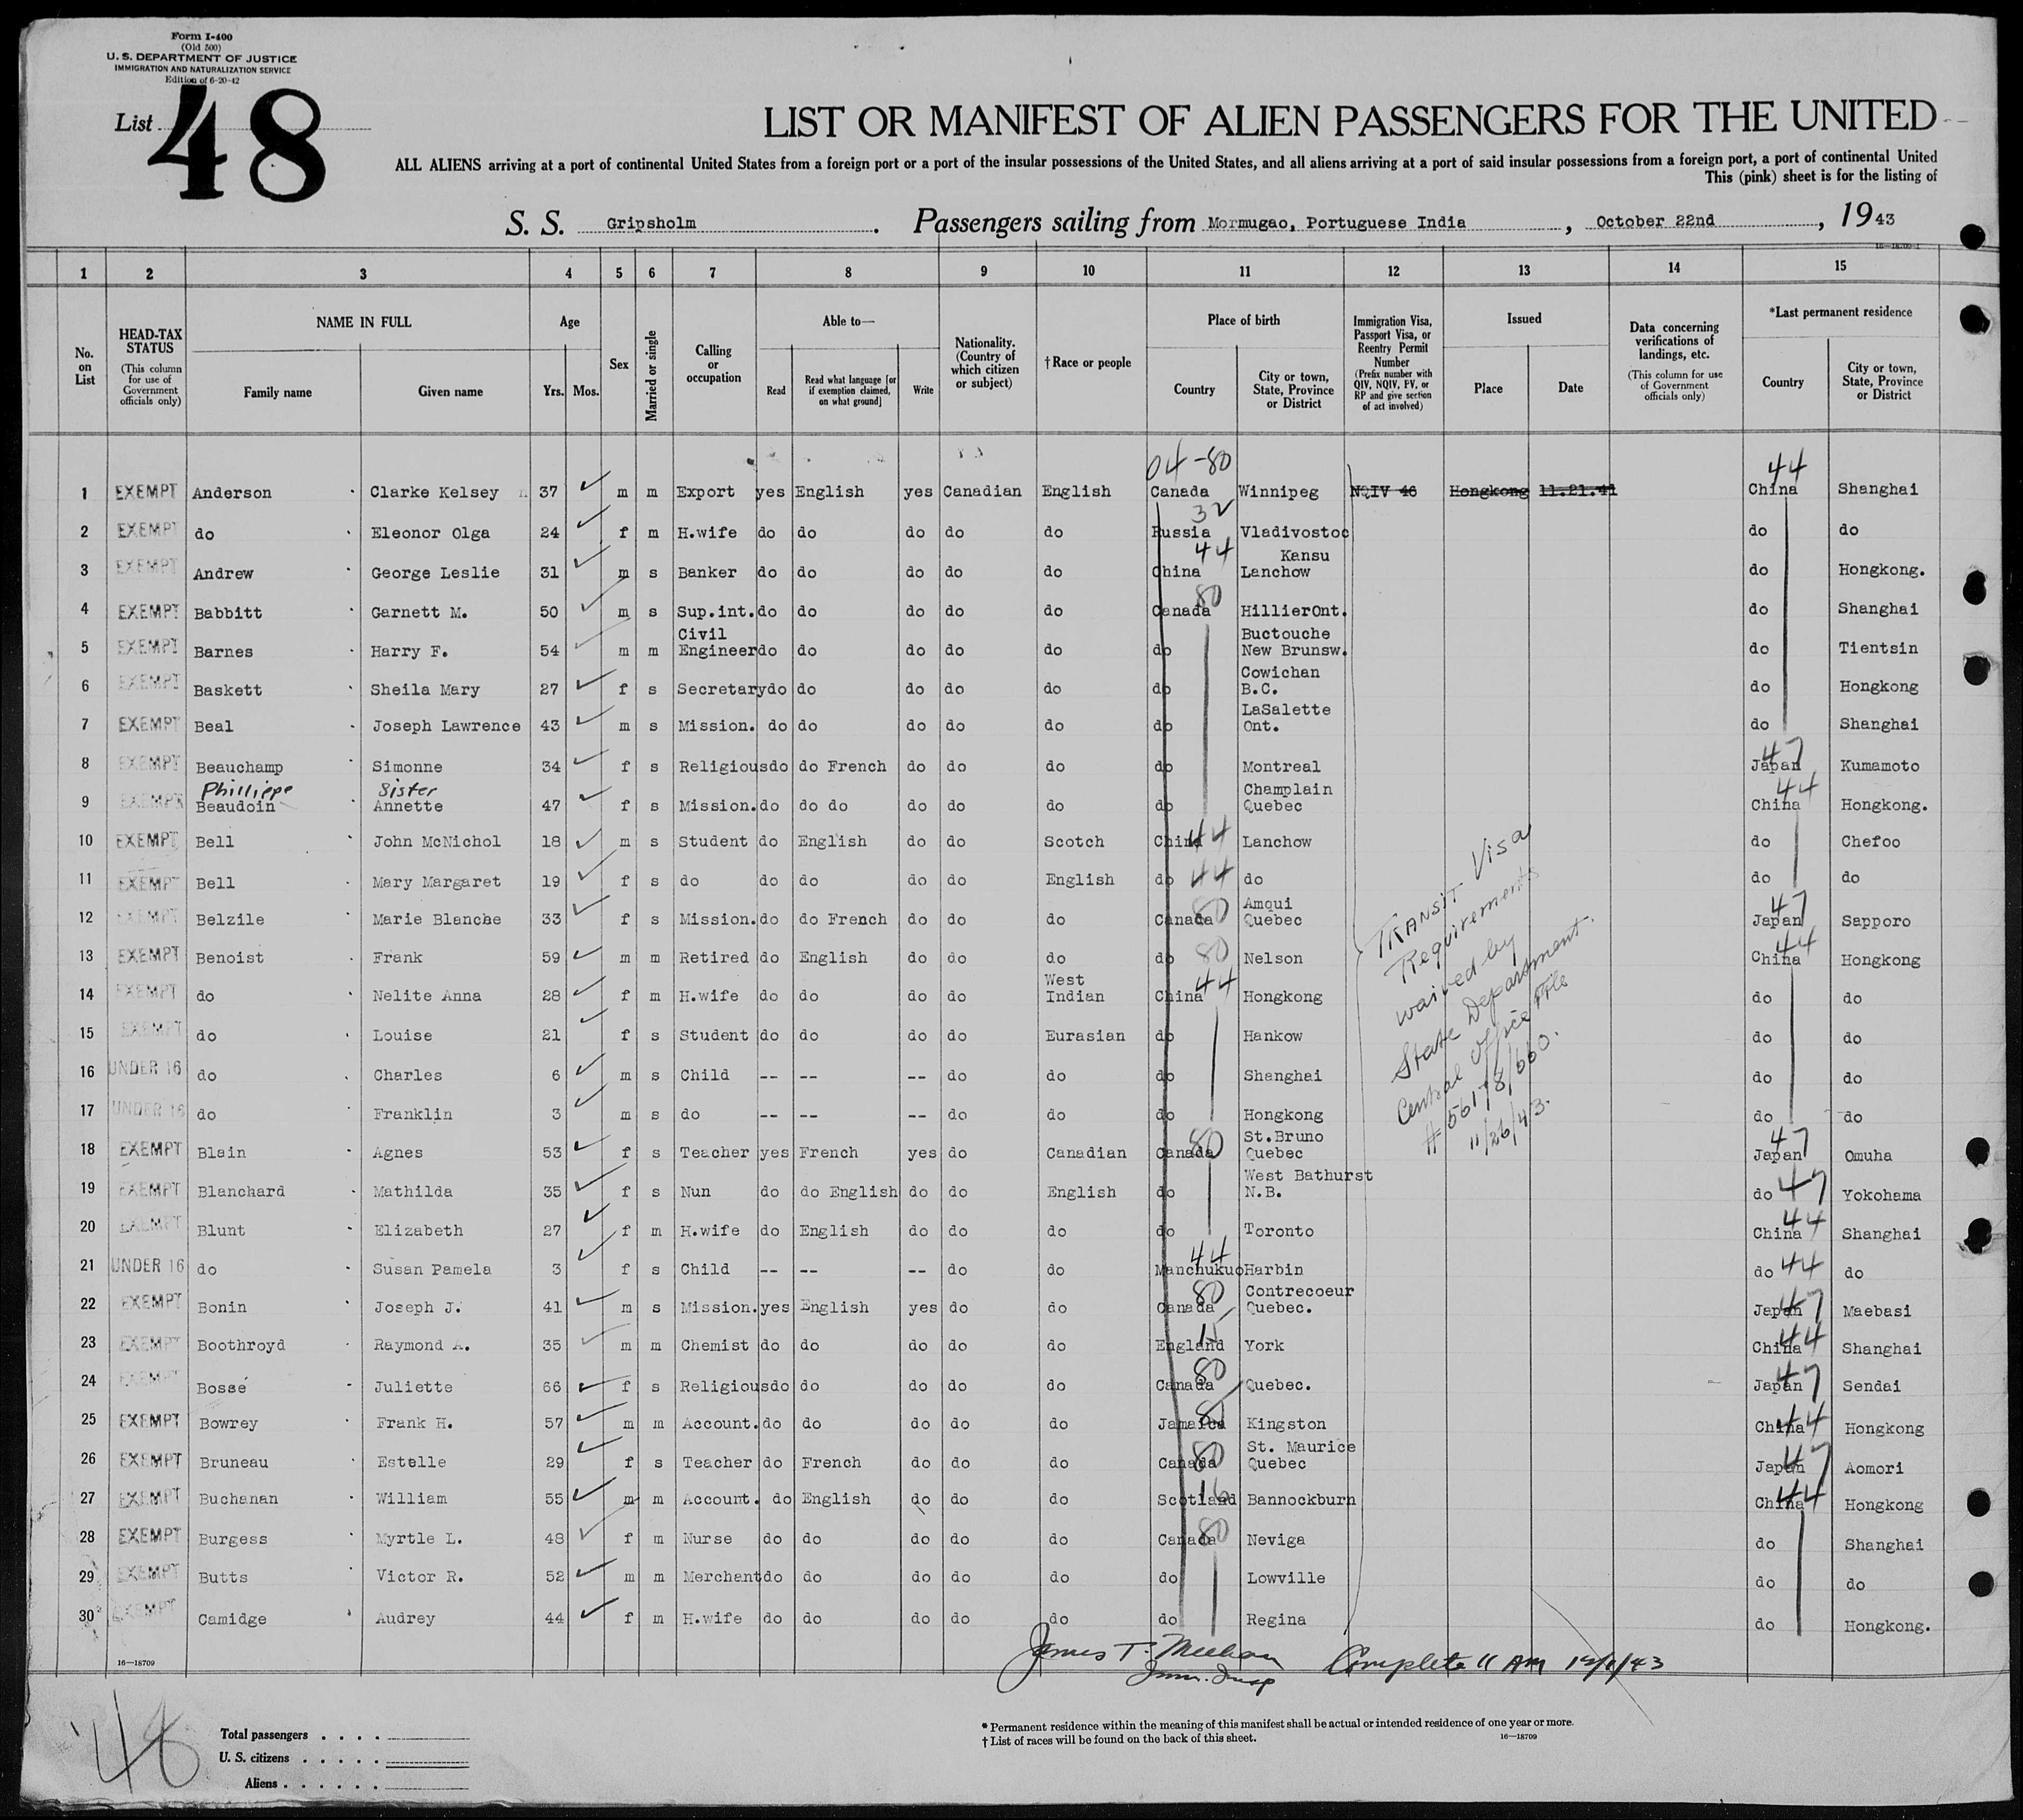 Form I-400
(Old 500)
U. S. DEPARTMENT OF JUSTICE
IMMIGRATION AND NATURALIZATION SERVICE
Edition of 6-20-42
List 48
LIST OR MANIFEST OF ALIEN PASSENGERS FOR THE UNITED
ALL ALIENS arriving at a port of continental United States from a foreign port or a port of the insular possessions of the United States, and all aliens arriving at a port of said insular possessions from a foreign port, a port of continental United
This (pink) sheet is for the listing of
S. S. Gripsholm . Passengers sailing from Mormugao, Portuguese India , October 22nd , 1943
1 2 3 4 5 6 7 8 9 10 11 12 13 14 15
No. on List
HEAD-TAX STATUS (This column for use of Government officials only)
NAME IN FULL Family name Given name
Age Yrs. Mos.
Sex
Married or single
Calling or occupation
Able to— Read Read what language [or if exemption claimed, on what ground] Write
Nationality. (Country of which citizen or subject)
†Race or people
Place of birth Country City or town, State, Province or District
Immigration Visa, Passport Visa, or Reentry Permit Number (Prefix number with QIV, NQIV, PV, or RP and give section of act involved)
Issued Place Date
Data concerning verifications of landings, etc. (This column for use of Government officials only)
*Last permanent residence Country City or town, State, Province or District
04-80 44
1 EXEMPT Anderson Clarke Kelsey 37 m m Export yes English yes Canadian English Canada Winnipeg NQIV 46 Hongkong 11.21.41 China Shanghai
32
2 EXEMPT do Eleonor Olga 24 f m H.wife do do do do do Russia Vladivostoc do do
44 Kansu
3 EXEMPT Andrew George Leslie 31 m s Banker do do do do do China Lanchow do Hongkong.
80
4 EXEMPT Babbitt Garnett M. 50 m s Sup.int. do do do do do Canada HillierOnt. do Shanghai
Civil Buctouche
5 EXEMPT Barnes Harry F. 54 m m Engineer do do do do do do New Brunsw. do Tientsin
Cowichan
6 EXEMPT Baskett Sheila Mary 27 f s Secretary do do do do do do B.C. do Hongkong
LaSalette
7 EXEMPT Beal Joseph Lawrence 43 m s Mission. do do do do do do Ont. do Shanghai
47
8 EXEMPT Beauchamp Simonne 34 f s Religious do do French do do do do Montreal Japan Kumamoto
Phillippe Sister Champlain 44
9 EXEMPT Beaudoin Annette 47 f s Mission. do do do do do do do Quebec China Hongkong.
10 EXEMPT Bell John McNichol 18 m s Student do English do do Scotch China 44 Lanchow do Chefoo
11 EXEMPT Bell Mary Margaret 19 f s do do do do do English do 44 do do do
Amqui 47
12 EXEMPT Belzile Marie Blanche 33 f s Mission. do do French do do do Canada 80 Quebec Japan Sapporo
44
13 EXEMPT Benoist Frank 59 m m Retired do English do do do do 80 Nelson China Hongkong
West 44
14 EXEMPT do Nelite Anna 28 f m H.wife do do do do Indian China Hongkong do do
15 EXEMPT do Louise 21 f s Student do do do do Eurasian do Hankow do do
16 UNDER 16 do Charles 6 m s Child -- -- -- do do do Shanghai do do
17 UNDER 16 do Franklin 3 m s do -- -- -- do do do Hongkong do do
St.Bruno 47
18 EXEMPT Blain Agnes 53 f s Teacher yes French yes do Canadian Canada 80 Quebec Japan Omuha
West Bathurst
19 EXEMPT Blanchard Mathilda 35 f s Nun do do English do do English do N.B. do 47 Yokohama
44
20 EXEMPT Blunt Elizabeth 27 f m H.wife do English do do do do Toronto China Shanghai
44
21 UNDER 16 do Susan Pamela 3 f s Child -- -- -- do do Manchukuo Harbin do 44 do
80 Contrecoeur
22 EXEMPT Bonin Joseph J. 41 m s Mission. yes English yes do do Canada Quebec. Japan 47 Maebasi
23 EXEMPT Boothroyd Raymond A. 35 m m Chemist do do do do do England York China 44 Shanghai
24 EXEMPT Bossé Juliette 66 f s Religious do do do do do Canada 80 Quebec. Japan 47 Sendai
25 EXEMPT Bowrey Frank H. 57 m m Account. do do do do do Jamaica Kingston China 44 Hongkong
St. Maurice
26 EXEMPT Bruneau Estelle 29 f s Teacher do French do do do Canada 80 Quebec Japan 47 Aomori
27 EXEMPT Buchanan William 55 m m Account. do English do do do Scotland 16 Bannockburn China 44 Hongkong
28 EXEMPT Burgess Myrtle L. 48 f m Nurse do do do do do Canada 80 Neviga do Shanghai
29 EXEMPT Butts Victor R. 52 m m Merchant do do do do do do Lowville do do
30 EXEMPT Camidge Audrey 44 f m H.wife do do do do do do Regina do Hongkong.
TRANSIT Visa
Requirements
waived by
State Department.
Central Office File
# 56178/660.
11/26/43.
16—18709
James T. Meehan
Imm. Insp
Complete 11 AM 12/1/43
48
Total passengers . . . .
U. S. citizens . . . . .
Aliens . . . . . .
* Permanent residence within the meaning of this manifest shall be actual or intended residence of one year or more.
† List of races will be found on the back of this sheet.
16—18709